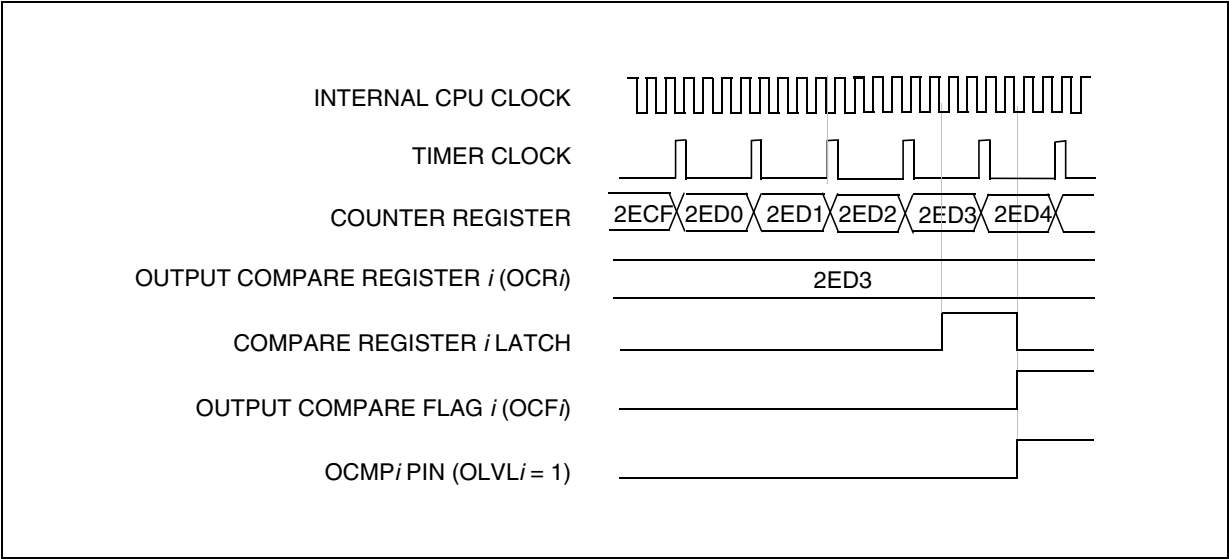 INTERNAL CPU CLOCK
TIMER CLOCK
COUNTER REGISTER 2ECF 2ED0 2ED1 2ED2 2ED3 2ED4
OUTPUT COMPARE REGISTER i (OCRi) 2ED3
COMPARE REGISTER i LATCH
OUTPUT COMPARE FLAG i (OCFi)
OCMPi PIN (OLVLi = 1)